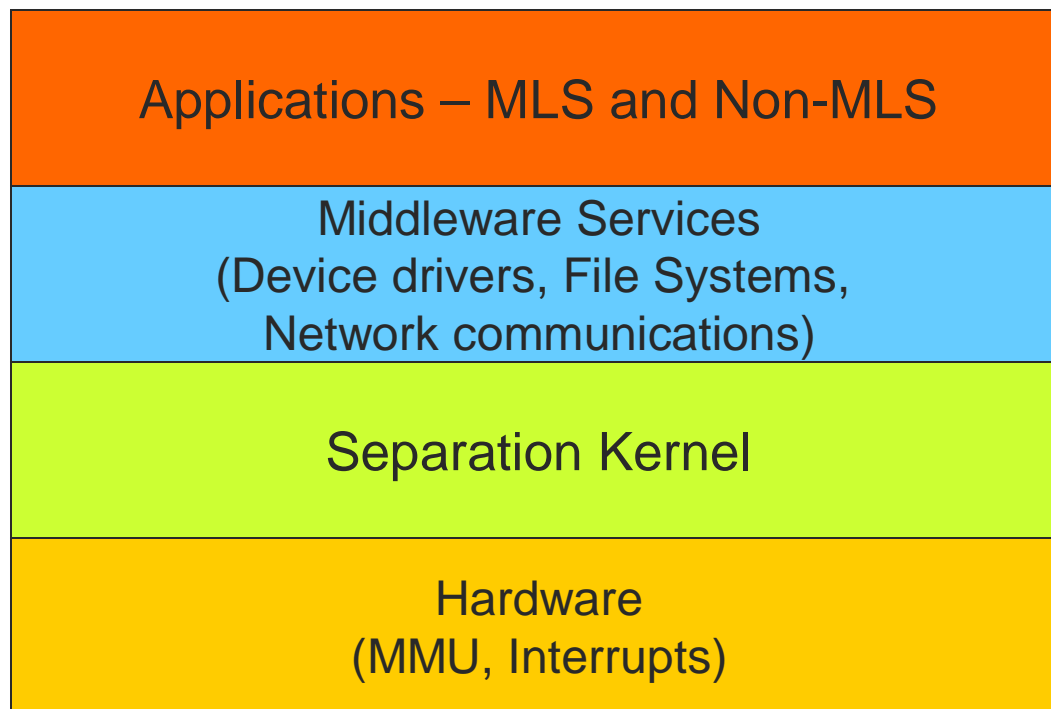 Applications – MLS and Non-MLS
Middleware Services
(Device drivers, File Systems,
Network communications)
Separation Kernel
Hardware
(MMU, Interrupts)